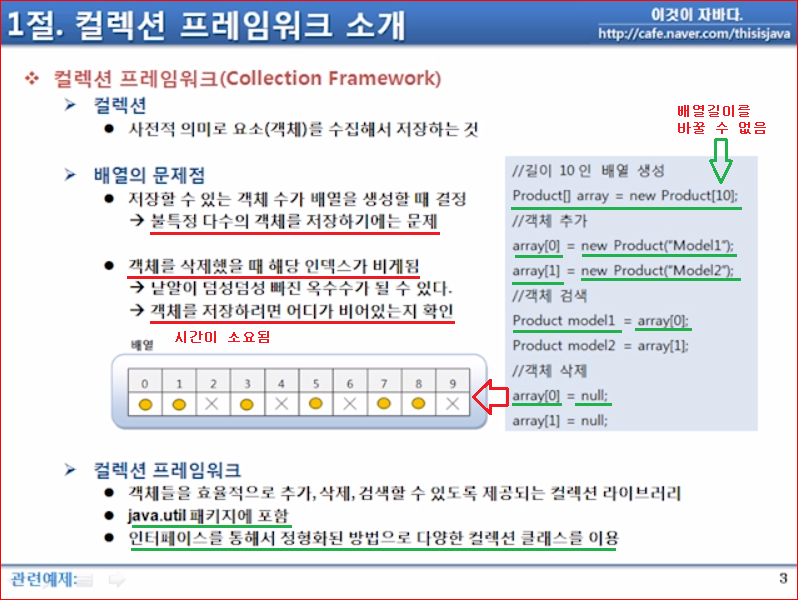 1절. 컬렉션 프레임워크 소개
이것이 자바다.
http://cafe.naver.com/thisisjava
컬렉션 프레임워크(Collection Framework)
컬렉션
사전적 의미로 요소(객체)를 수집해서 저장하는 것
배열의 문제점
저장할 수 있는 객체 수가 배열을 생성할 때 결정
→ 불특정 다수의 객체를 저장하기에는 문제
객체를 삭제했을 때 해당 인덱스가 비게됨
→ 낱알이 듬성듬성 빠진 옥수수가 될 수 있다.
→ 객체를 저장하려면 어디가 비어있는지 확인
시간이 소요됨
배열
0 1 2 3 4 5 6 7 8 9
배열길이를
바꿀 수 없음
//길이 10인 배열 생성
Product[] array = new Product[10];
//객체 추가
array[0] = new Product("Model1");
array[1] = new Product("Model2");
//객체 검색
Product model1 = array[0];
Product model2 = array[1];
//객체 삭제
array[0] = null;
array[1] = null;
컬렉션 프레임워크
객체들을 효율적으로 추가, 삭제, 검색할 수 있도록 제공되는 컬렉션 라이브러리
java.util 패키지에 포함
인터페이스를 통해서 정형화된 방법으로 다양한 컬렉션 클래스를 이용
관련예제:
3